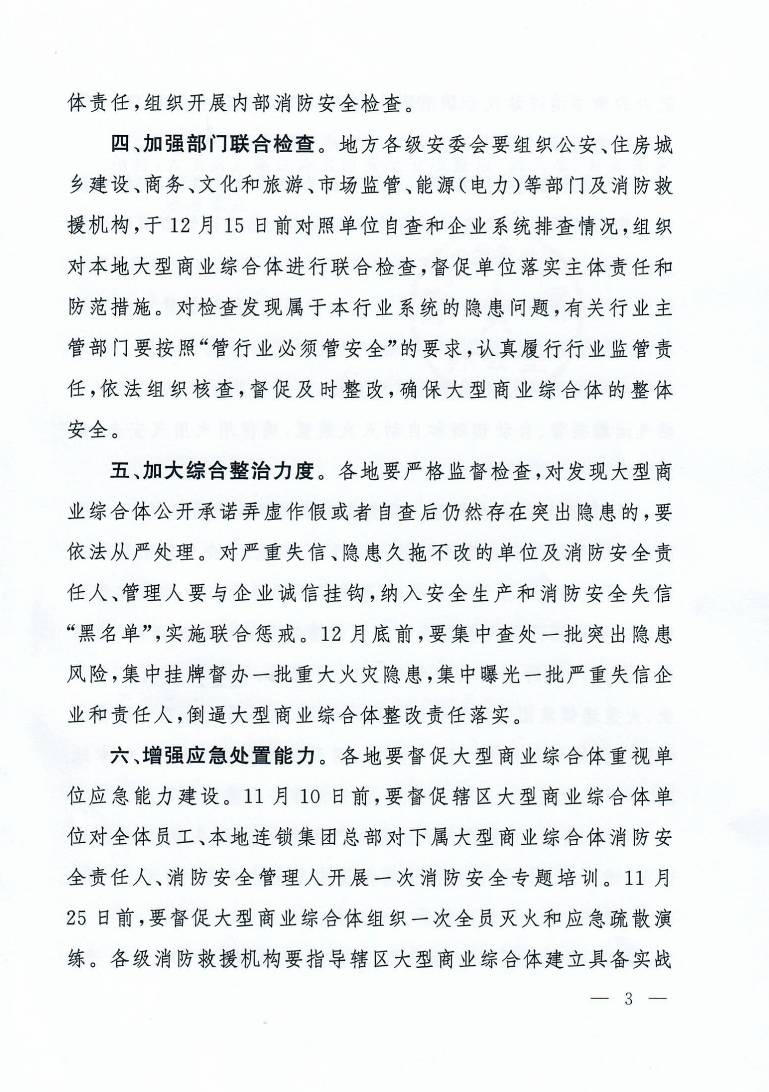 体责任，组织开展内部消防安全检查。
四、加强部门联合检查。地方各级安委会要组织公安、住房城
乡建设、商务、文化和旅游、市场监管、能源(电力)等部门及消防救
援机构，于12月15日前对照单位自查和企业系统排查情况，组织
对本地大型商业综合体进行联合检查，督促单位落实主体责任和
防范措施。对检查发现属于本行业系统的隐患问题，有关行业主
管部门要按照“管行业必须管安全”的要求，认真履行行业监管责
任，依法组织核查，督促及时整改，确保大型商业综合体的整体
安全。
五、加大综合整治力度。各地要严格监督检查，对发现大型商
业综合体公开承诺弄虚作假或者自查后仍然存在突出隐患的，要
依法从严处理。对严重失信、隐患久拖不改的单位及消防安全责
任人、管理人要与企业诚信挂钩，纳入安全生产和消防安全失信
“黑名单”，实施联合惩戒。12月底前，要集中查处一批突出隐患
风险，集中挂牌督办一批重大火灾隐患，集中曝光一批严重失信企
业和责任人，倒逼大型商业综合体整改责任落实。
六、增强应急处置能力。各地要督促大型商业综合体重视单
位应急能力建设。11月10日前，要督促辖区大型商业综合体单
位对全体员工、本地连锁集团总部对下属大型商业综合体消防安
全责任人、消防安全管理人开展一次消防安全专题培训。11月
25日前，要督促大型商业综合体组织一次全员灭火和应急疏散演
练。各级消防救援机构要指导辖区大型商业综合体建立具备实战
— 3 —